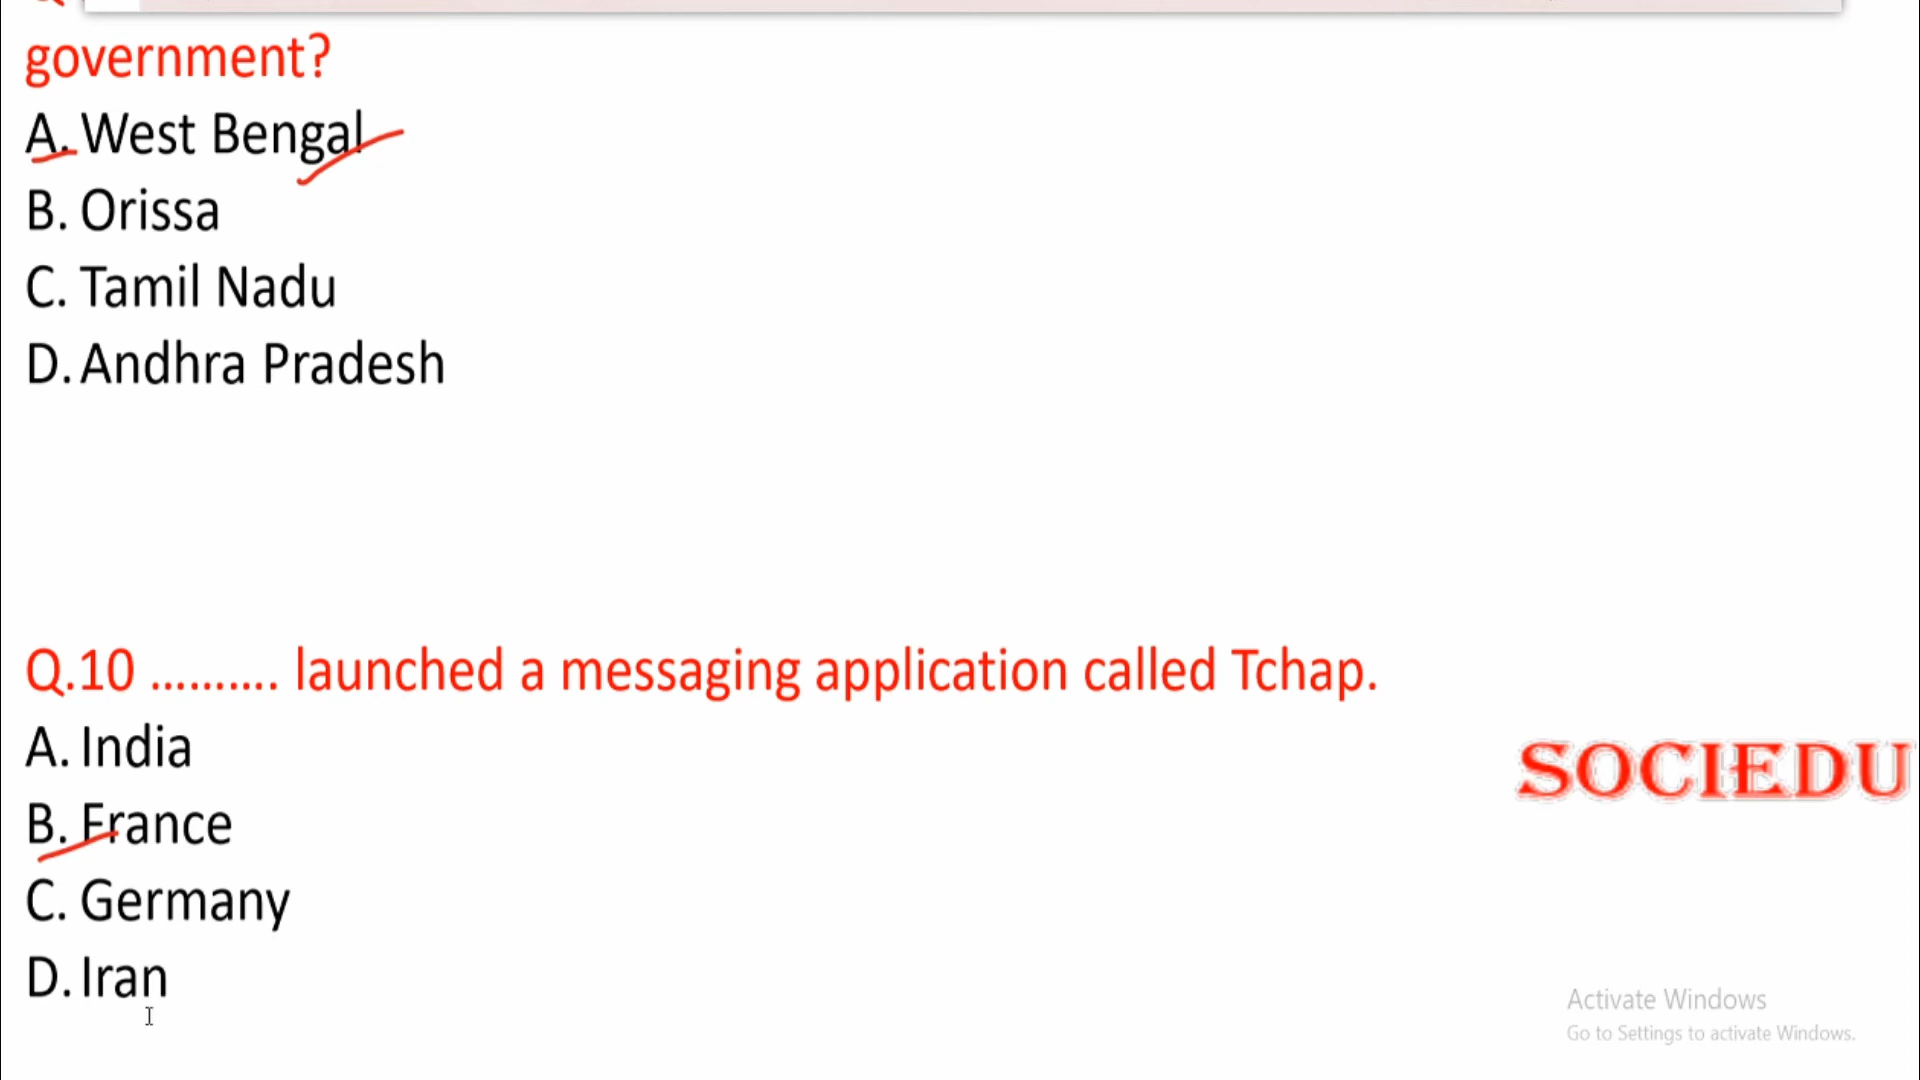 government?
A. West Bengal
B. Orissa
C. Tamil Nadu
D. Andhra Pradesh
Q.10 .......... launched a messaging application called Tchap.
A. India
B. France
SOCIEDU
C. Germany
D. Iran
Activate Windows
Go to Settings to activate Windows.